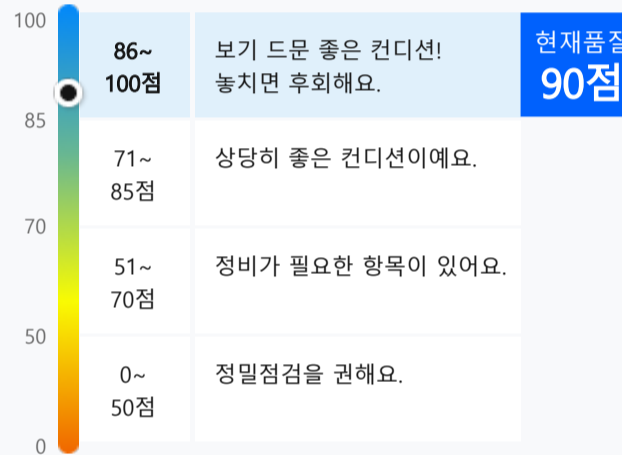 100
86~
100점
보기 드문 좋은 컨디션!
놓치면 후회해요.
현재품질
90점
85
71~
85점
상당히 좋은 컨디션이예요.
70
51~
70점
정비가 필요한 항목이 있어요.
50
0~
50점
정밀점검을 권해요.
0